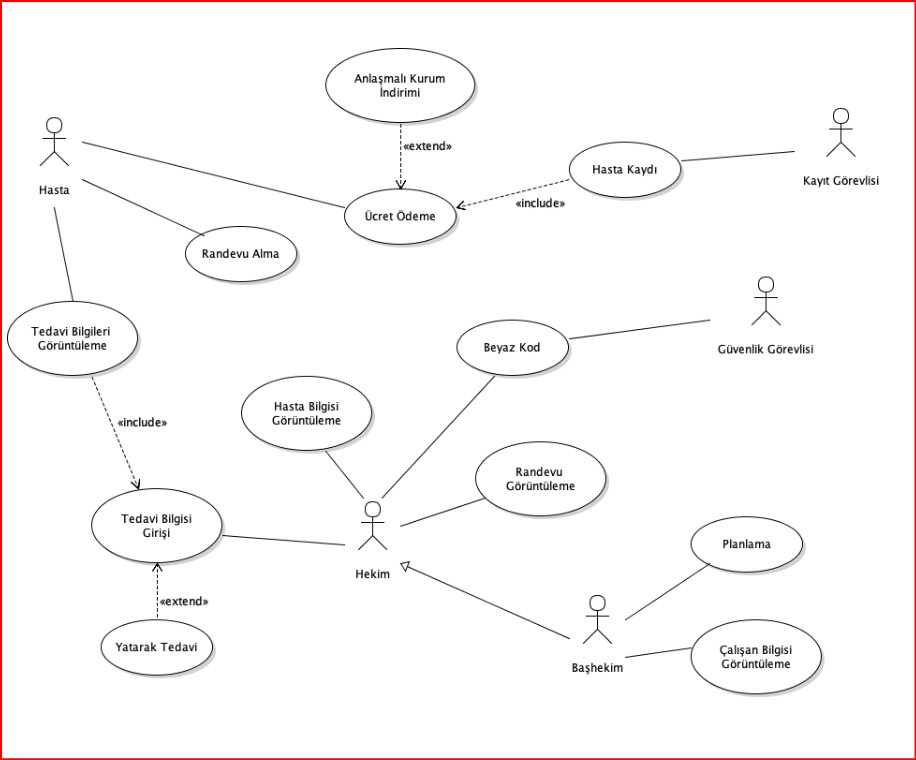 Anlaşmalı Kurum
İndirimi
«extend»
Hasta
Hasta Kaydı
Kayıt Görevlisi
«include»
Ücret Ödeme
Randevu Alma
Tedavi Bilgileri
Görüntüleme
Beyaz Kod
Güvenlik Görevlisi
«include»
Hasta Bilgisi
Görüntüleme
Randevu
Görüntüleme
Tedavi Bilgisi
Girişi
Hekim
Planlama
«extend»
Yatarak Tedavi
Başhekim
Çalışan Bilgisi
Görüntüleme